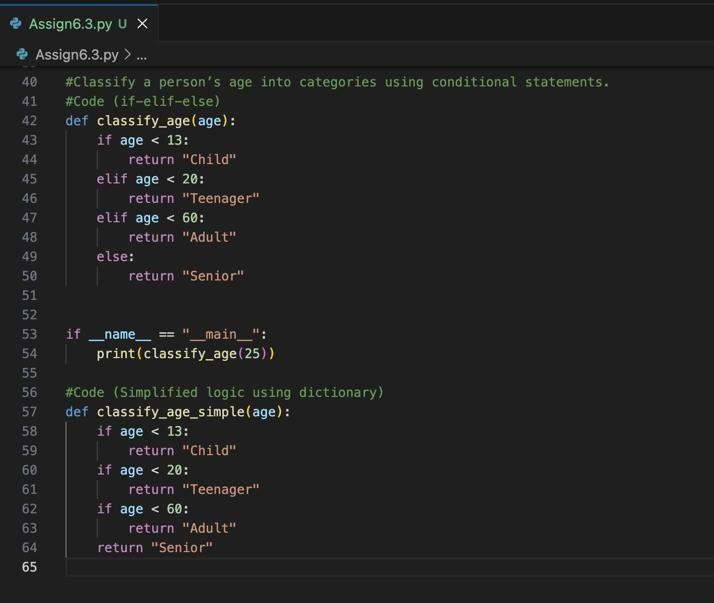 Assign6.3.py U
Assign6.3.py > ...
40 #Classify a person’s age into categories using conditional statements.
41 #Code (if-elif-else)
42 def classify_age(age):
43     if age < 13:
44         return "Child"
45     elif age < 20:
46         return "Teenager"
47     elif age < 60:
48         return "Adult"
49     else:
50         return "Senior"
51
52
53 if __name__ == "__main__":
54     print(classify_age(25))
55
56 #Code (Simplified logic using dictionary)
57 def classify_age_simple(age):
58     if age < 13:
59         return "Child"
60     if age < 20:
61         return "Teenager"
62     if age < 60:
63         return "Adult"
64     return "Senior"
65